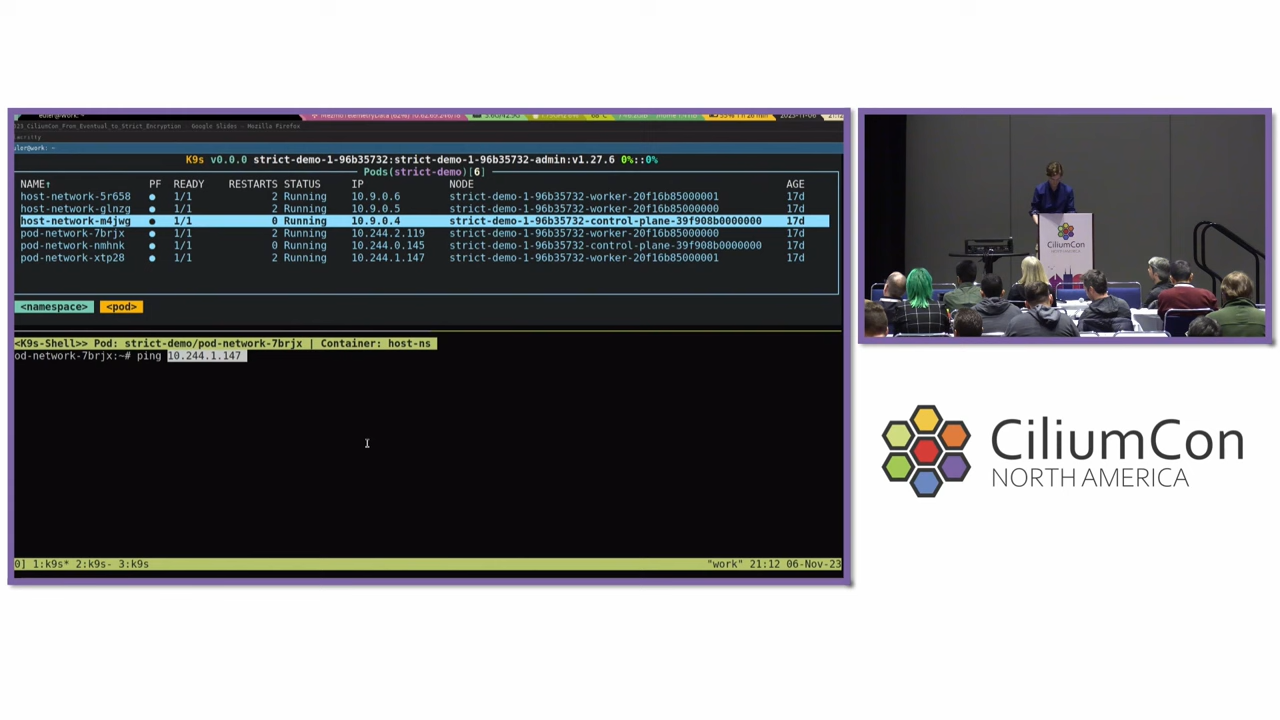 23_CiliumCon_From_Eventual_to_Strict_Encryption - Google Slides - Mozilla Firefox
K9s v0.0.0 strict-demo-1-96b35732:strict-demo-1-96b35732-admin:v1.27.6 0%::0%
Pods(strict-demo)[6]
NAME↑ PF READY RESTARTS STATUS IP NODE AGE
host-network-5r658 ● 1/1 2 Running 10.9.0.6 strict-demo-1-96b35732-worker-20f16b85000001 17d
host-network-glnzg ● 1/1 2 Running 10.9.0.5 strict-demo-1-96b35732-worker-20f16b85000000 17d
host-network-m4jwg ● 1/1 0 Running 10.9.0.4 strict-demo-1-96b35732-control-plane-39f908b0000000 17d
pod-network-7brjx ● 1/1 2 Running 10.244.2.119 strict-demo-1-96b35732-worker-20f16b85000000 17d
pod-network-nmhnk ● 1/1 0 Running 10.244.0.145 strict-demo-1-96b35732-control-plane-39f908b0000000 17d
pod-network-xtp28 ● 1/1 2 Running 10.244.1.147 strict-demo-1-96b35732-worker-20f16b85000001 17d
<namespace> <pod>
<K9s-Shell>> Pod: strict-demo/pod-network-7brjx | Container: host-ns
od-network-7brjx:~# ping 10.244.1.147
0] 1:k9s* 2:k9s- 3:k9s "work" 21:12 06-Nov-23
CiliumCon
CiliumCon
NORTH AMERICA